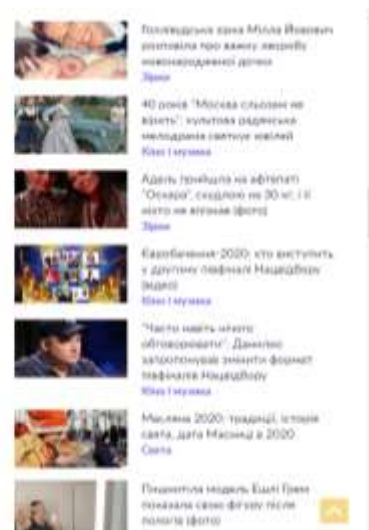 Голлівудська зірка Мілла Йовович
розповіла про важку хворобу
новонародженої дочки
Зірки
40 років "Москва сльозам не
вірить": культова радянська
мелодрама святкує ювілей
Кіно і музика
Адель прийшла на афтепаті
"Оскара", схудлою на 30 кг, і її
ніхто не впізнав (фото)
Зірки
Євробачення-2020: хто виступить
у другому півфіналі Нацвідбору
(відео)
Кіно і музика
"Часто навіть нічого
обговорювати": Данилко
запропонував змінити формат
півфіналів Нацвідбору
Кіно і музика
Масляна 2020: традиції, історія
свята, дата Масниці в 2020
Свята
модель Ешлі Грем
показала свою фігуру після
пологів (фото)